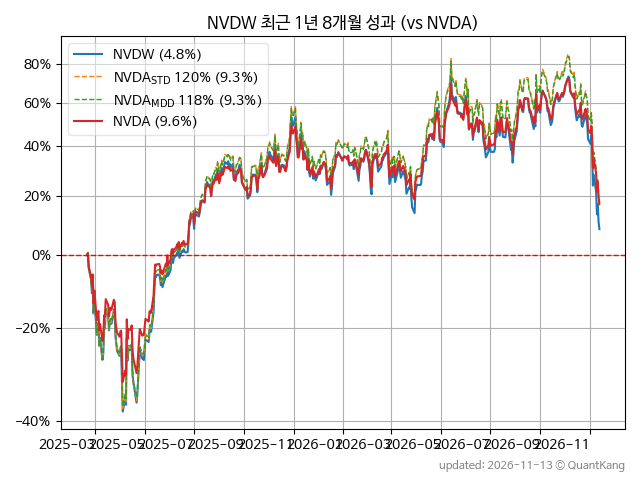 NVDW 최근 1년 8개월 성과 (vs NVDA)
NVDW (4.8%)
NVDA_STD 120% (9.3%)
NVDA_MDD 118% (9.3%)
NVDA (9.6%)
80%
60%
40%
20%
0%
−20%
−40%
2025-03 2025-05 2025-07 2025-09 2025-11 2026-01 2026-03 2026-05 2026-07 2026-09 2026-11
updated: 2026-11-13 © QuantKang